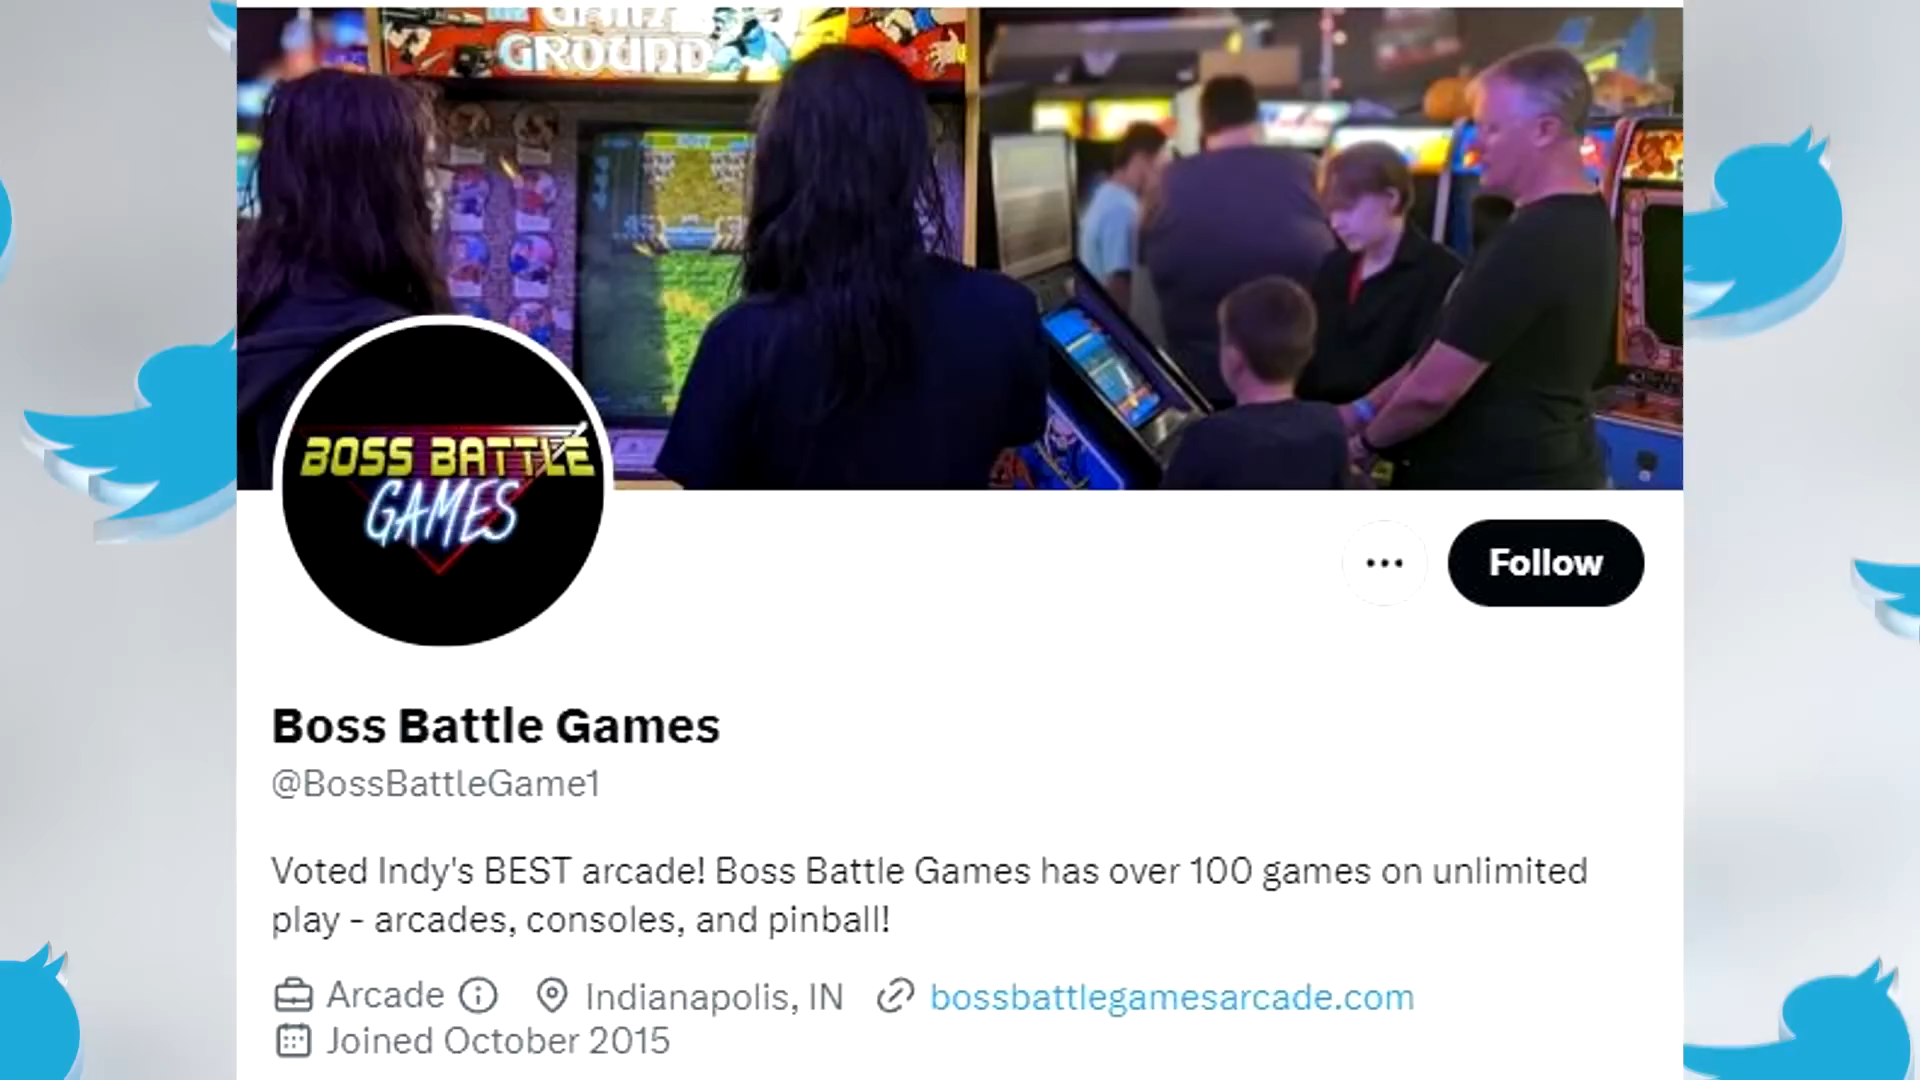 GROUND
BOSS BATTLE
GAMES
Follow
Boss Battle Games
@BossBattleGame1
Voted Indy's BEST arcade! Boss Battle Games has over 100 games on unlimited
play - arcades, consoles, and pinball!
Arcade Indianapolis, IN bossbattlegamesarcade.com
Joined October 2015